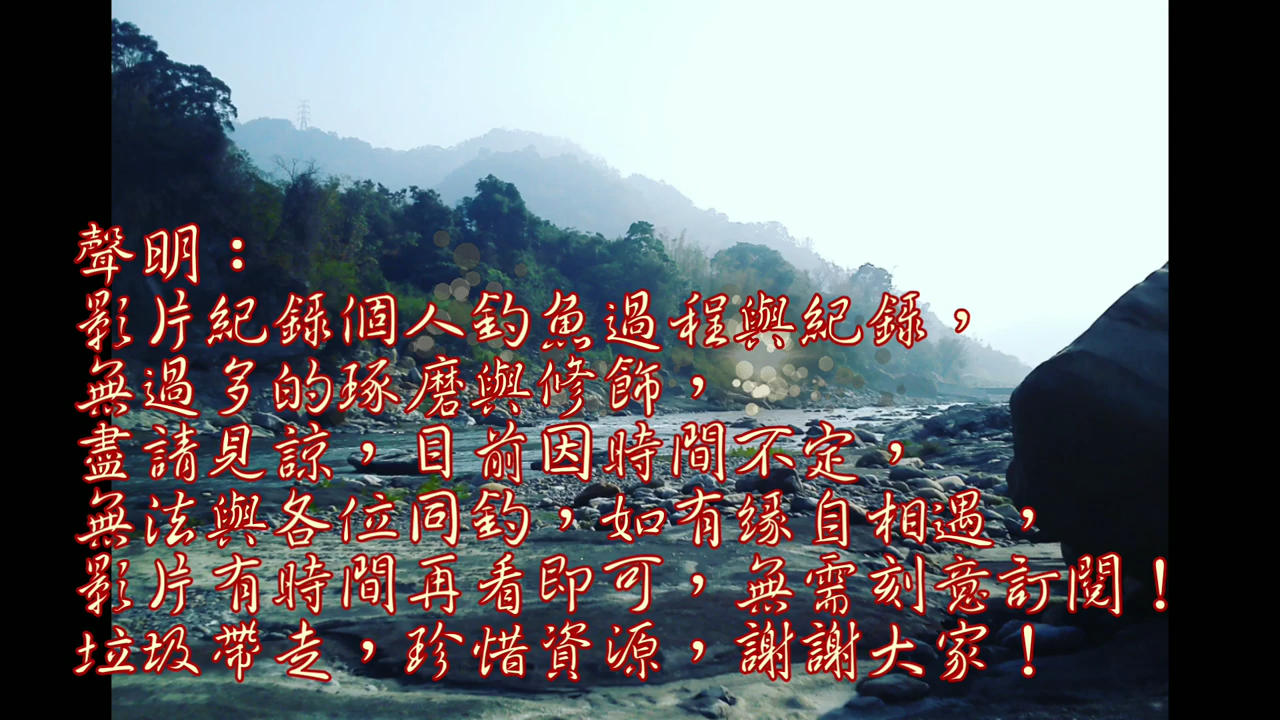 聲明：
影片紀錄個人釣魚過程與紀錄，
無過多的琢磨與修飾，
盡請見諒，目前因時間不定，
無法與各位同釣，如有緣自相遇，
影片有時間再看即可，無需刻意訂閱！
垃圾帶走，珍惜資源，謝謝大家！